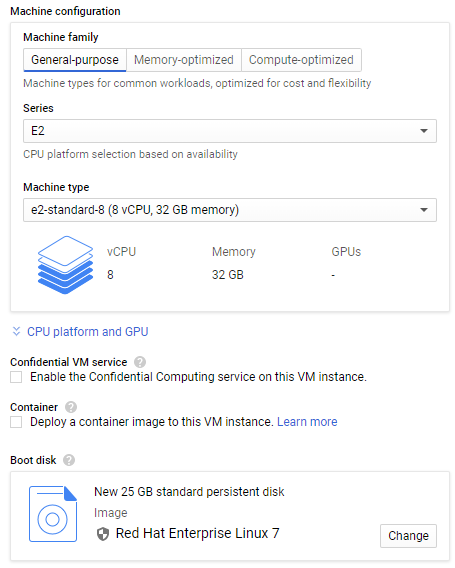 Machine configuration
Machine family
General-purpose Memory-optimized Compute-optimized
Machine types for common workloads, optimized for cost and flexibility
Series
E2
CPU platform selection based on availability
Machine type
e2-standard-8 (8 vCPU, 32 GB memory)
vCPU Memory GPUs
8 32 GB -
CPU platform and GPU
Confidential VM service ?
Enable the Confidential Computing service on this VM instance.
Container ?
Deploy a container image to this VM instance. Learn more
Boot disk ?
New 25 GB standard persistent disk
Image
Red Hat Enterprise Linux 7
Change